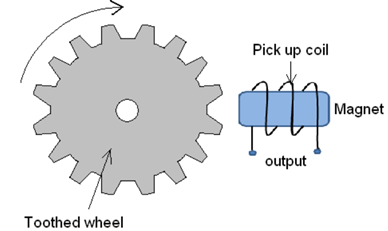 Pick up coil
Magnet
output
Toothed wheel